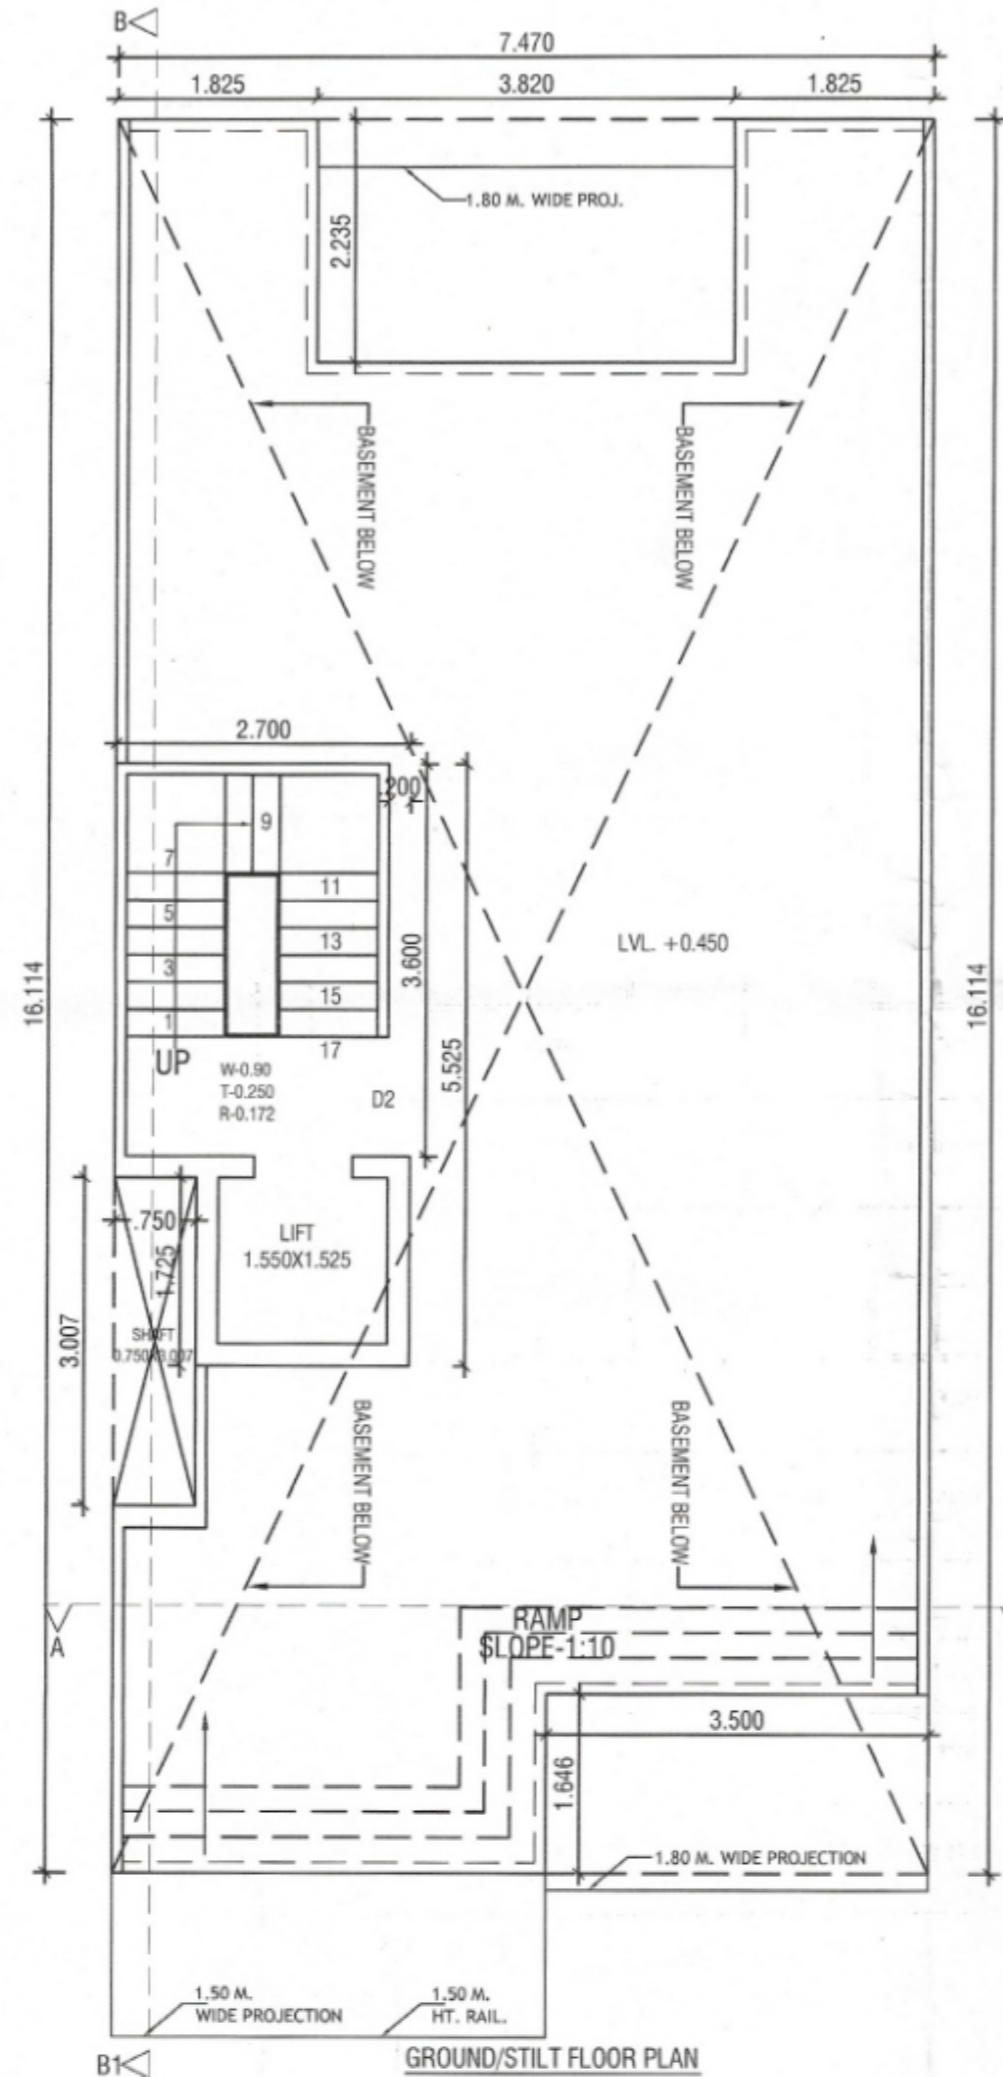 B
7.470
1.825
3.820
1.825
1.80 M. WIDE PROJ.
2.235
BASEMENT BELOW
BASEMENT BELOW
2.700
.200
9
7
11
5
13
3
15
1
17
UP
W-0.90
T-0.250
R-0.172
D2
3.600
5.525
LVL. +0.450
16.114
16.114
.750
1.725
LIFT
1.550X1.525
3.007
SHAFT
0.750X3.007
BASEMENT BELOW
BASEMENT BELOW
RAMP
SLOPE-1:10
A
3.500
1.646
1.80 M. WIDE PROJECTION
1.50 M.
WIDE PROJECTION
1.50 M.
HT. RAIL.
B1
GROUND/STILT FLOOR PLAN